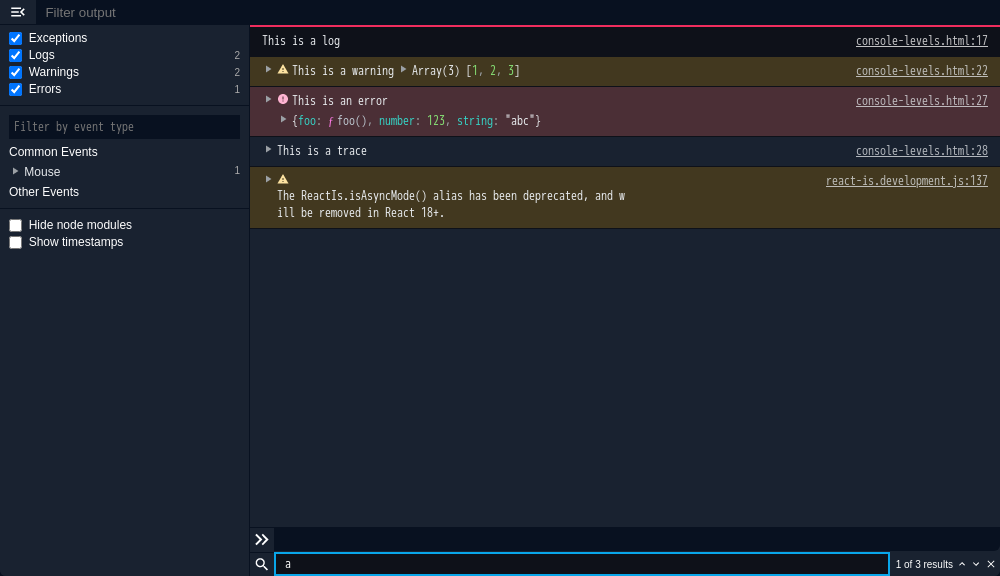 Filter output
Exceptions
Logs 2
Warnings 2
Errors 1
Filter by event type
Common Events
Mouse 1
Other Events
Hide node modules
Show timestamps
This is a log console-levels.html:17
This is a warning Array(3) [1, 2, 3] console-levels.html:22
This is an error console-levels.html:27
{foo: ƒ foo(), number: 123, string: "abc"}
This is a trace console-levels.html:28
react-is.development.js:137
The ReactIs.isAsyncMode() alias has been deprecated, and w
ill be removed in React 18+.
a 1 of 3 results